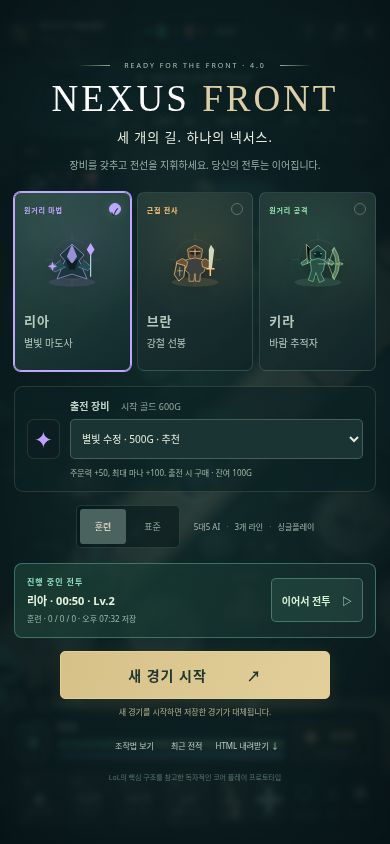 READY FOR THE FRONT · 4.0
NEXUS FRONT
세 개의 길. 하나의 넥서스.
장비를 갖추고 전선을 지휘하세요. 당신의 전투는 이어집니다.
원거리 마법
리아
별빛 마도사
근접 전사
브란
강철 선봉
원거리 공격
키라
바람 추적자
출전 장비 시작 골드 600G
별빛 수정 · 500G · 추천
주문력 +50, 최대 마나 +100. 출전 시 구매 · 잔여 100G
훈련 표준 5대5 AI · 3개 라인 · 싱글플레이
진행 중인 전투
리아 · 00:50 · Lv.2
훈련 · 0 / 0 / 0 · 오후 07:32 저장
이어서 전투 ▷
새 경기 시작 ↗
새 경기를 시작하면 저장한 경기가 대체됩니다.
조작법 보기 최근 전적 HTML 내려받기 ↓
LoL의 핵심 구조를 참고한 독자적인 코어 플레이 프로토타입